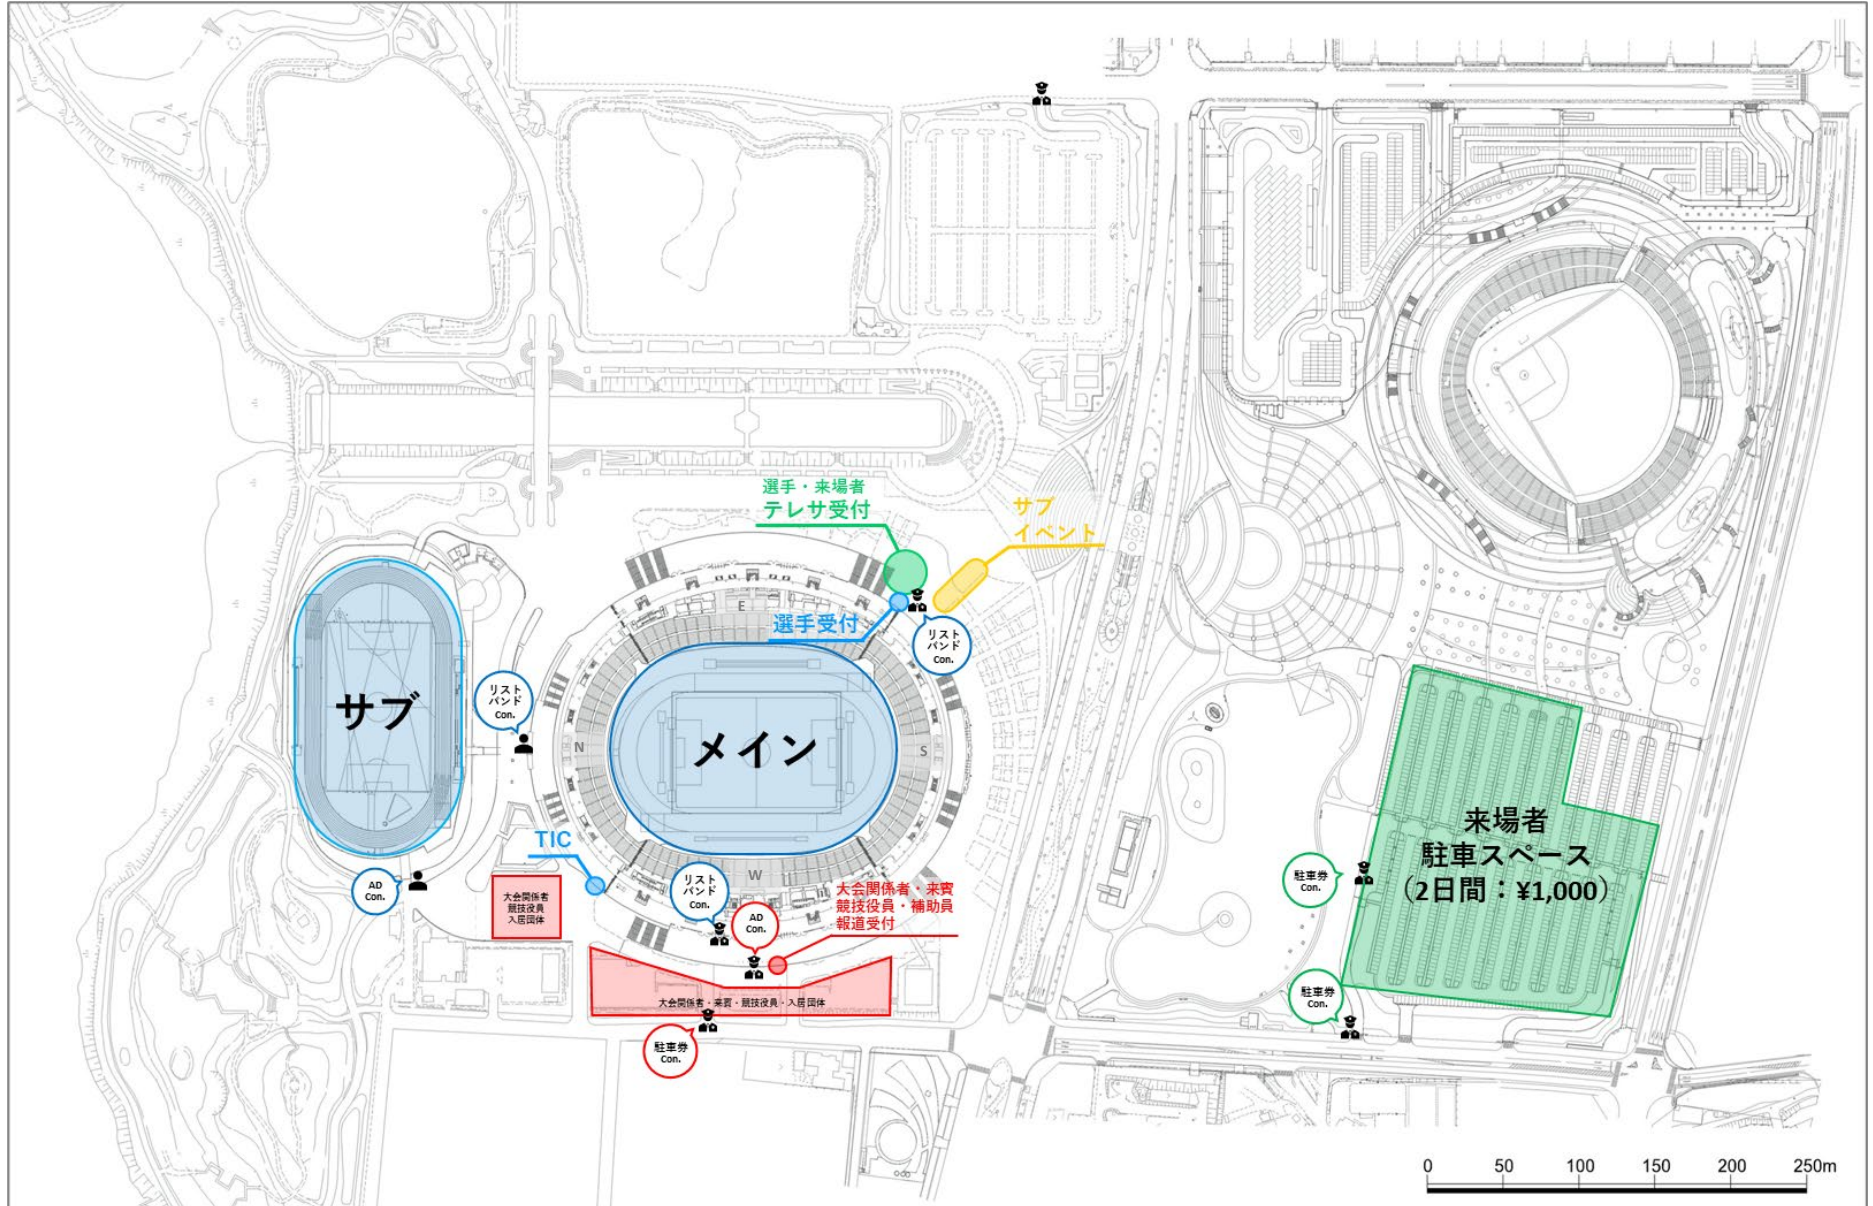 選手・来場者
テレサ受付
サブ
イベント
E
選手受付
リスト
バンド
Con.
リスト
バンド
Con.
サブ
N
メイン
S
TIC
W
AD
Con.
大会関係者
競技役員
入居団体
リスト
バンド
Con.
AD
Con.
大会関係者・来賓
競技役員・補助員
報道受付
大会関係者・来賓・競技役員・入居団体
駐車券
Con.
来場者
駐車スペース
（2日間：¥1,000）
駐車券
Con.
駐車券
Con.
0 50 100 150 200 250m